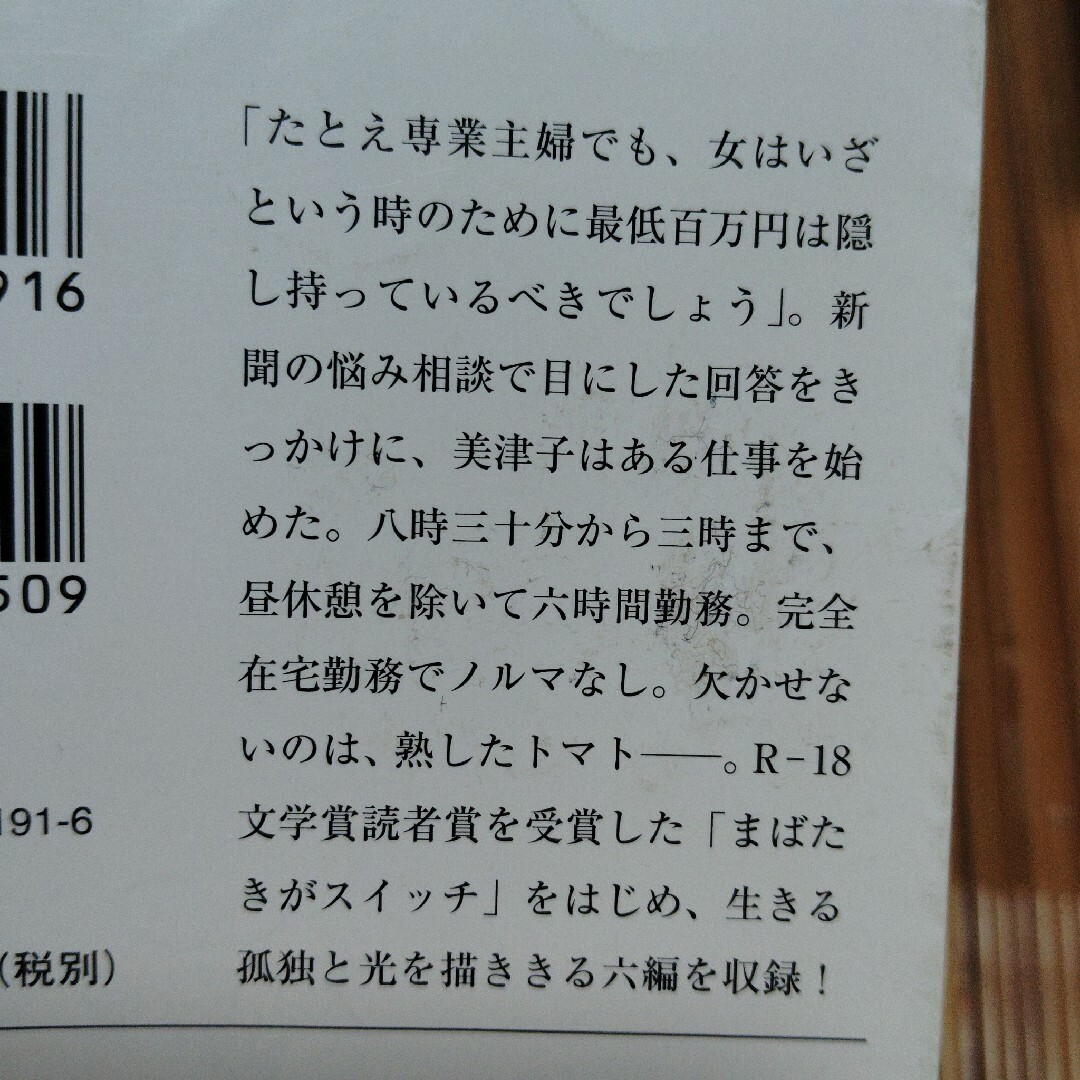 「たとえ専業主婦でも、女はいざ
という時のために最低百万円は隠
し持っているべきでしょう」。新
聞の悩み相談で目にした回答をき
っかけに、美津子はある仕事を始
めた。八時三十分から三時まで、
昼休憩を除いて六時間勤務。完全
在宅勤務でノルマなし。欠かせな
いのは、熟したトマト――。R-18
文学賞読者賞を受賞した「まばた
きがスイッチ」をはじめ、生きる
孤独と光を描ききる六編を収録！
916
509
191-6
(税別)